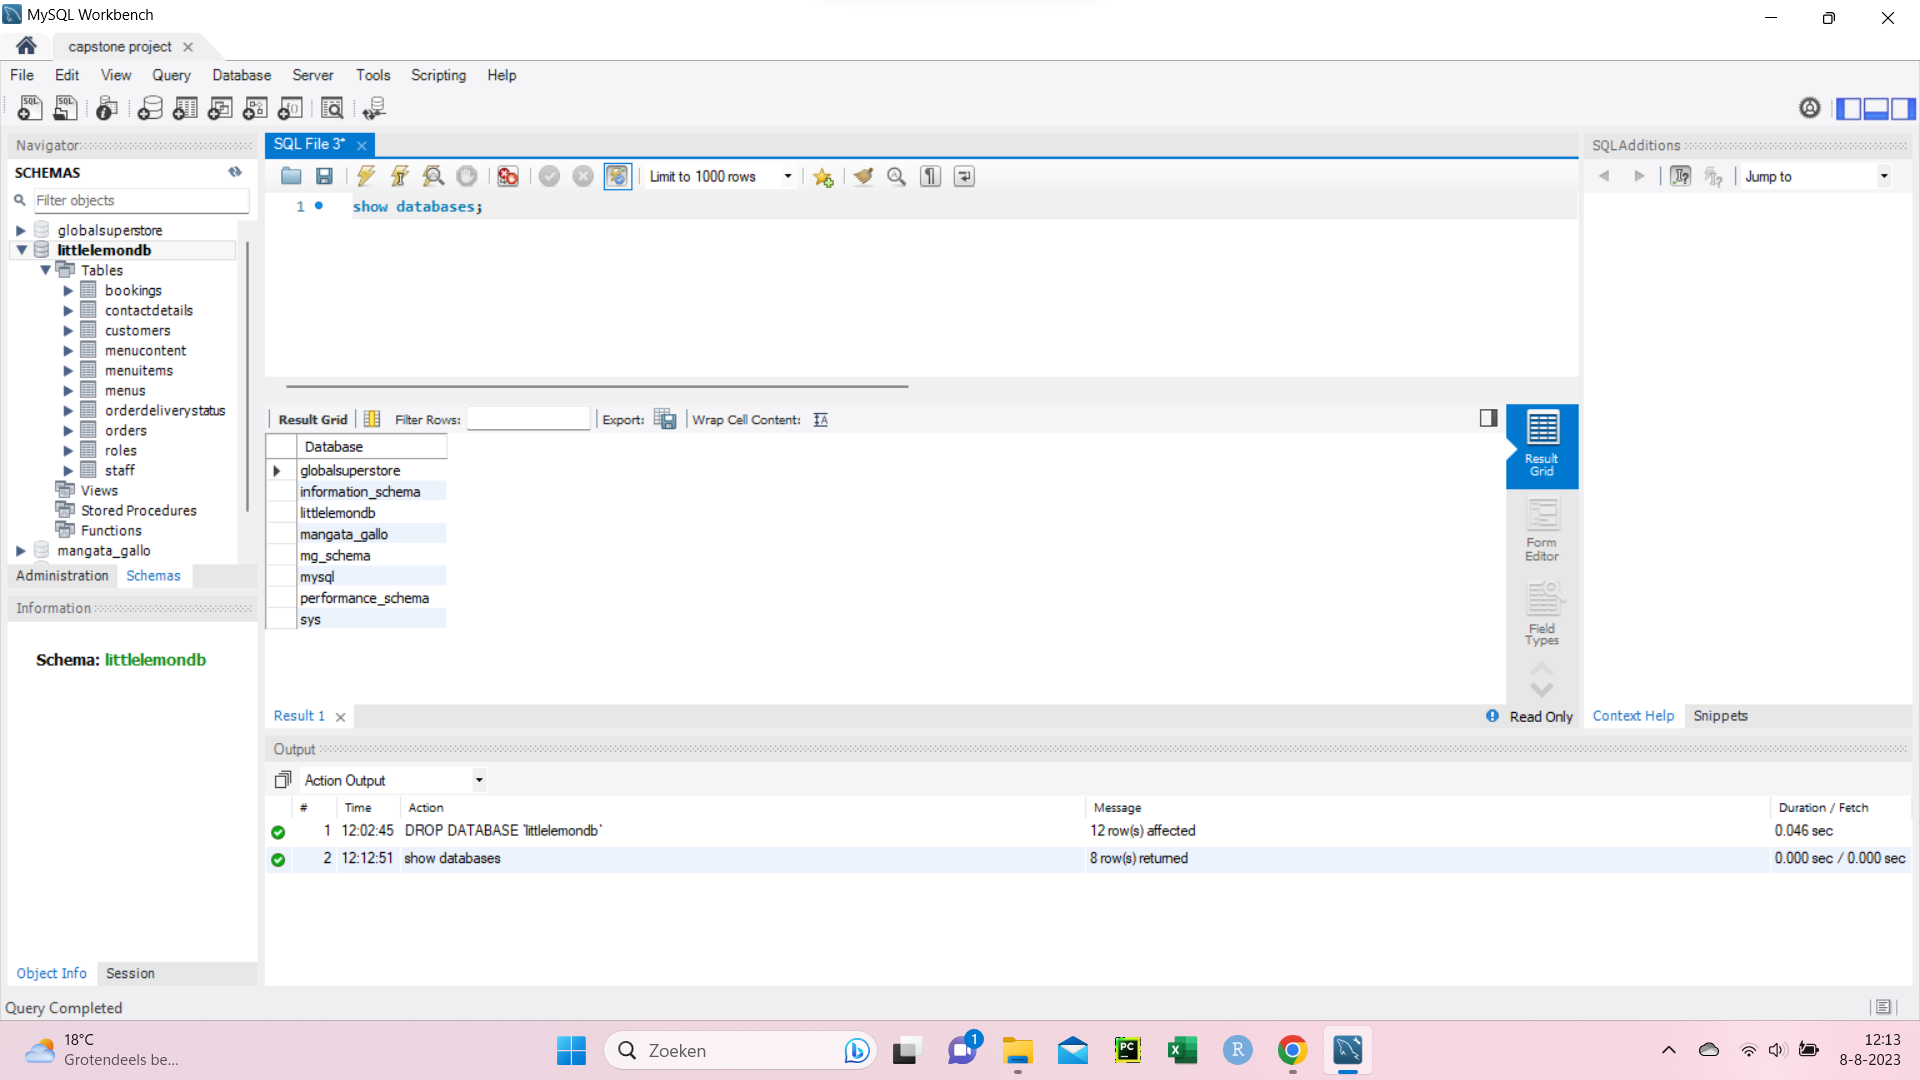 MySQL Workbench
capstone project
File Edit View Query Database Server Tools Scripting Help
Navigator
SCHEMAS
Filter objects
globalsuperstore
littlelemondb
Tables
bookings
contactdetails
customers
menucontent
menuitems
menus
orderdeliverystatus
orders
roles
staff
Views
Stored Procedures
Functions
mangata_gallo
Administration Schemas
Information
Schema: littlelemondb
Object Info Session
SQL File 3*
Limit to 1000 rows
1 show databases;
Result Grid Filter Rows: Export: Wrap Cell Content:
Database
globalsuperstore
information_schema
littlelemondb
mangata_gallo
mg_schema
mysql
performance_schema
sys
Result
Grid
Form
Editor
Field
Types
Result 1
Read Only
SQLAdditions
Jump to
Context Help Snippets
Output
Action Output
# Time Action Message Duration / Fetch
1 12:02:45 DROP DATABASE `littlelemondb` 12 row(s) affected 0.046 sec
2 12:12:51 show databases 8 row(s) returned 0.000 sec / 0.000 sec
Query Completed
18°C
Grotendeels be...
Zoeken
1
PC
R
12:13
8-8-2023